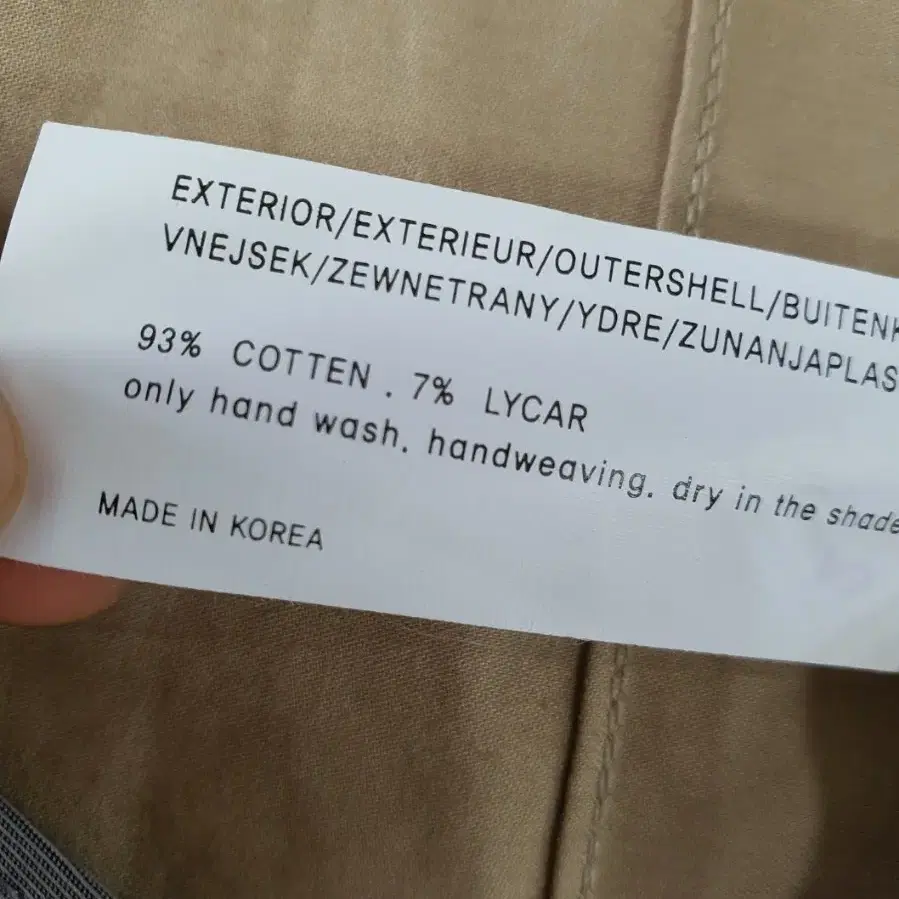 EXTERIOR/EXTERIEUR/OUTERSHELL/BUITENK
VNEJSEK/ZEWNETRANY/YDRE/ZUNANJAPLAS
93% COTTEN . 7% LYCAR
only hand wash. handweaving. dry in the shade
MADE IN KOREA